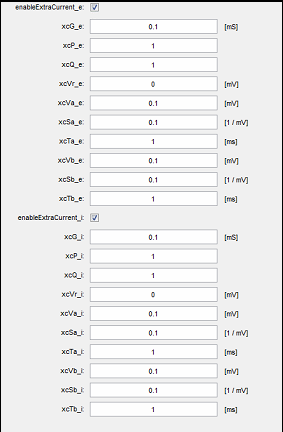 enableExtraCurrent_e:
xcG_e: 0.1 [mS]
xcP_e: 1
xcQ_e: 1
xcVr_e: 0 [mV]
xcVa_e: 0.1 [mV]
xcSa_e: 0.1 [1 / mV]
xcTa_e: 1 [ms]
xcVb_e: 0.1 [mV]
xcSb_e: 0.1 [1 / mV]
xcTb_e: 1 [ms]
enableExtraCurrent_i:
xcG_i: 0.1 [mS]
xcP_i: 1
xcQ_i: 1
xcVr_i: 0 [mV]
xcVa_i: 0.1 [mV]
xcSa_i: 0.1 [1 / mV]
xcTa_i: 1 [ms]
xcVb_i: 0.1 [mV]
xcSb_i: 0.1 [1 / mV]
xcTb_i: 1 [ms]